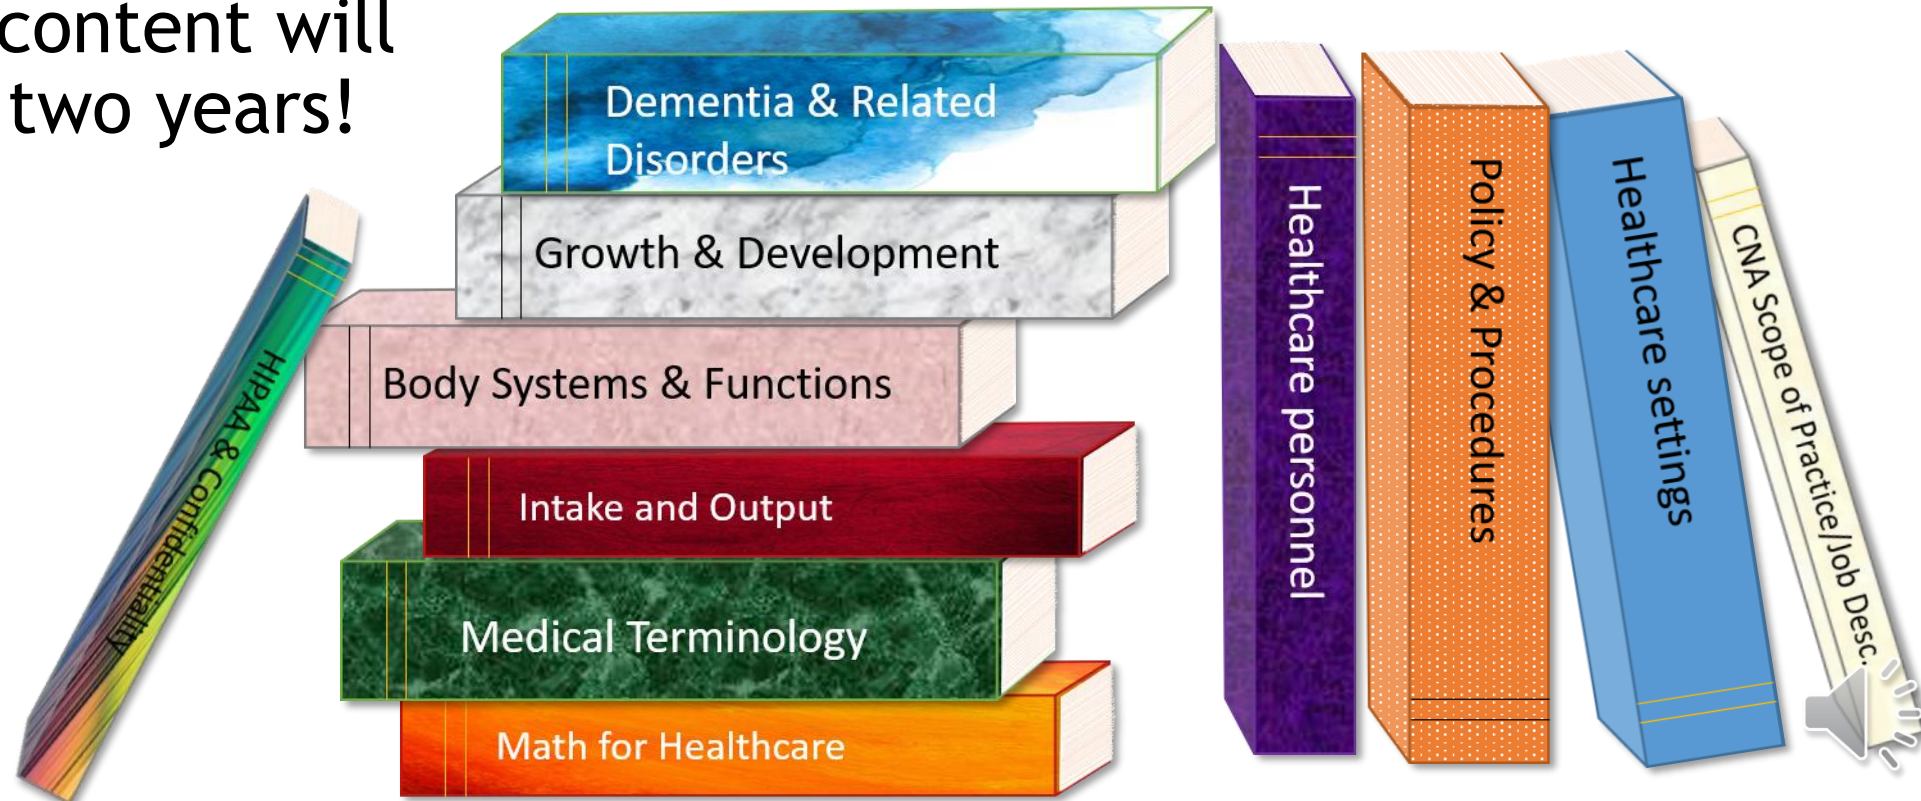 content will
two years!
Dementia & Related
Disorders
Growth & Development
Body Systems & Functions
Intake and Output
Medical Terminology
Math for Healthcare
HIPAA & Confidentiality
Healthcare personnel
Policy & Procedures
Healthcare settings
CNA Scope of Practice/Job Desc.